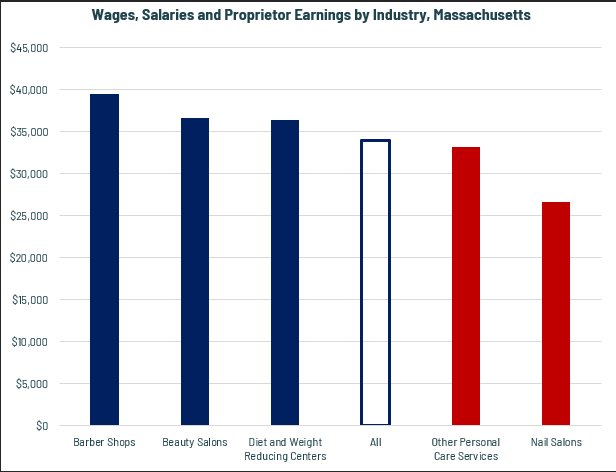 Wages, Salaries and Proprietor Earnings by Industry, Massachusetts
$45,000
$40,000
$35,000
$30,000
$25,000
$20,000
$15,000
$10,000
$5,000
$0
Barber Shops
Beauty Salons
Diet and Weight
Reducing Centers
All
Other Personal
Care Services
Nail Salons